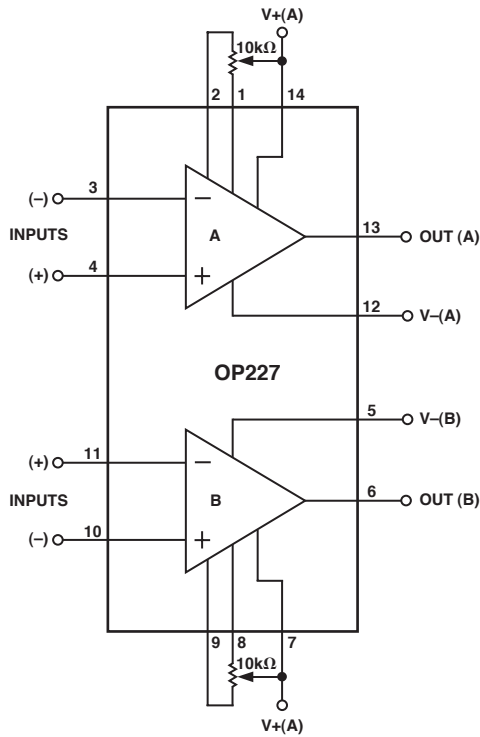 V+(A)
10kΩ
2 1 14
(–) 3
–
INPUTS A 13 OUT (A)
(+) 4
+
12 V–(A)
OP227
5 V–(B)
(+) 11
–
INPUTS B 6 OUT (B)
(–) 10
+
9 8 7
10kΩ
V+(A)